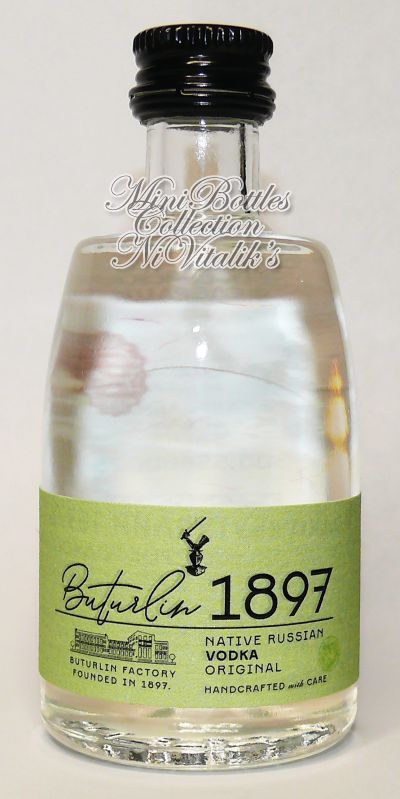 Mini Bottles
Collection
NiVitalik's
Buturlin 1897
NATIVE RUSSIAN
VODKA
ORIGINAL
BUTURLIN FACTORY
FOUNDED IN 1897.
HANDCRAFTED with CARE